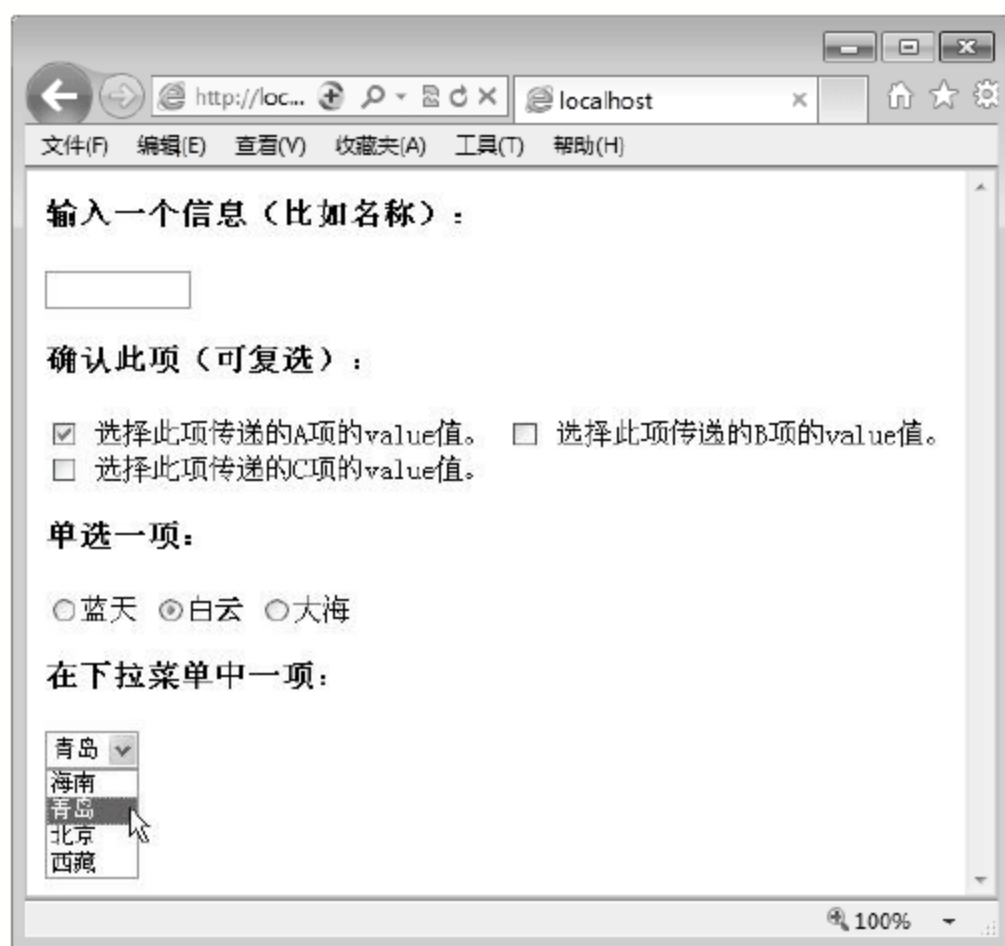 http://loc...
localhost
文件(F) 编辑(E) 查看(V) 收藏夹(A) 工具(T) 帮助(H)
输入一个信息（比如名称）：
确认此项（可复选）：
选择此项传递的A项的value值。 选择此项传递的B项的value值。
选择此项传递的C项的value值。
单选一项：
蓝天 白云 大海
在下拉菜单中一项：
青岛
海南
青岛
北京
西藏
100%